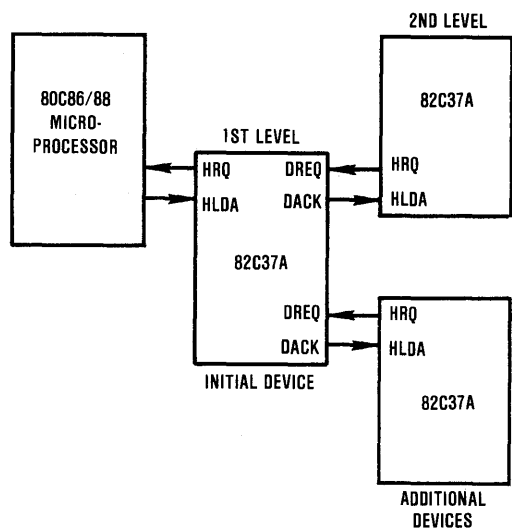 2ND LEVEL
80C86/88
MICRO-
PROCESSOR
82C37A
1ST LEVEL
HRQ
DREQ
HRQ
HLDA
DACK
HLDA
82C37A
DREQ
HRQ
DACK
HLDA
INITIAL DEVICE
82C37A
ADDITIONAL
DEVICES